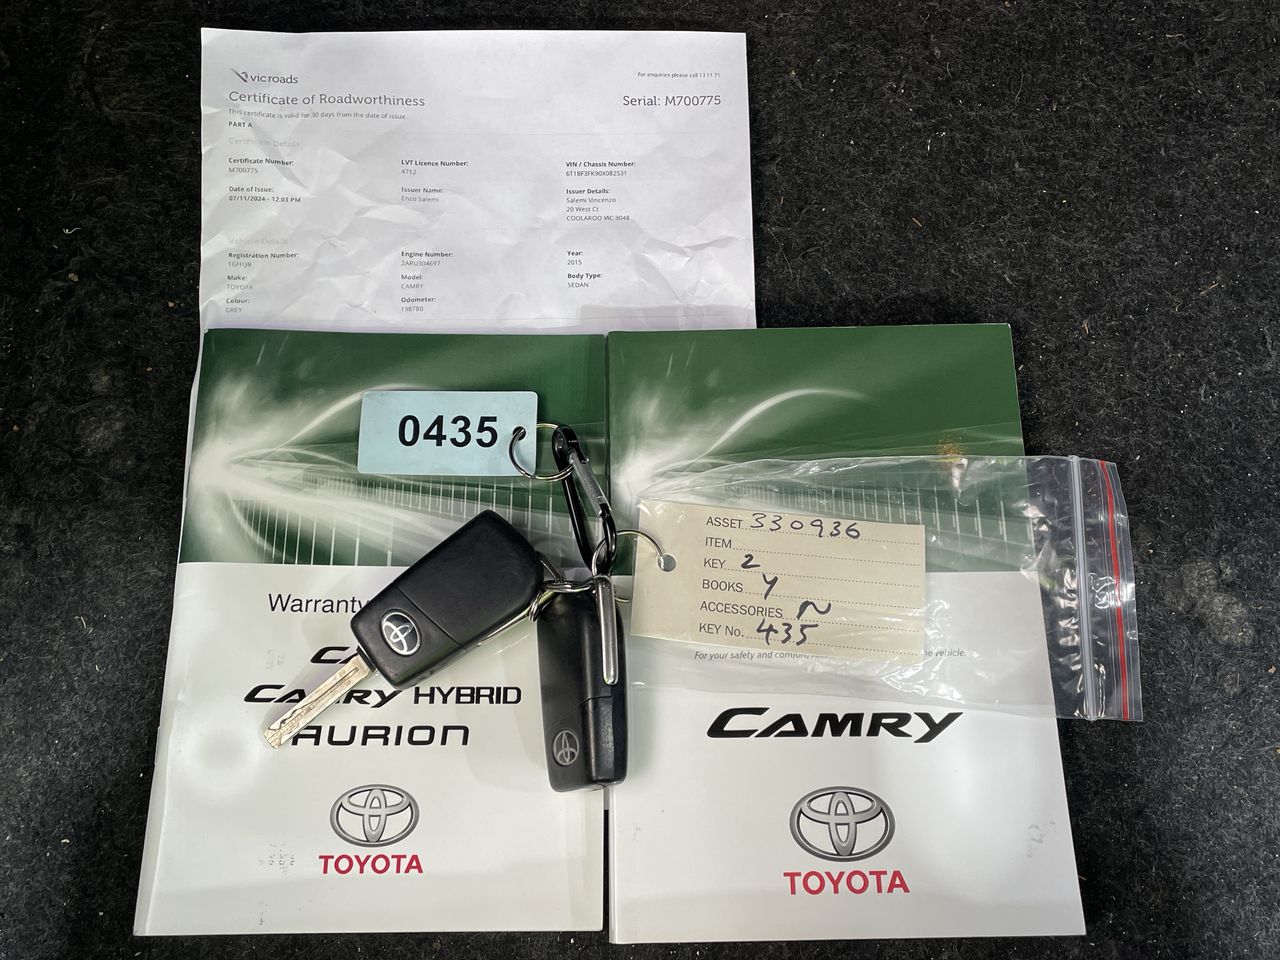 vicroads
For enquiries please call 13 11 71
Certificate of Roadworthiness
Serial: M700775
This certificate is valid for 30 days from the date of issue.
PART A
Certificate Details
Certificate Number:
M700775
LVT Licence Number:
4712
VIN / Chassis Number:
6T1BF3FK90X082531
Date of Issue:
07/11/2024 - 12:03 PM
Issuer Name:
Enzo Salemi
Issuer Details:
Salemi Vincenzo
20 West Ct
COOLAROO VIC 3048
Vehicle Details
Registration Number:
1GH1JB
Engine Number:
2ARU304697
Year:
2015
Make:
TOYOTA
Model:
CAMRY
Body Type:
SEDAN
Colour:
GREY
Odometer:
198780
0435
ASSET 330936
ITEM
KEY 2
BOOKS Y
ACCESSORIES N
KEY No. 435
Warranty
CAMRY HYBRID
AURION
TOYOTA
For your safety and comfort, vehicle.
CAMRY
TOYOTA